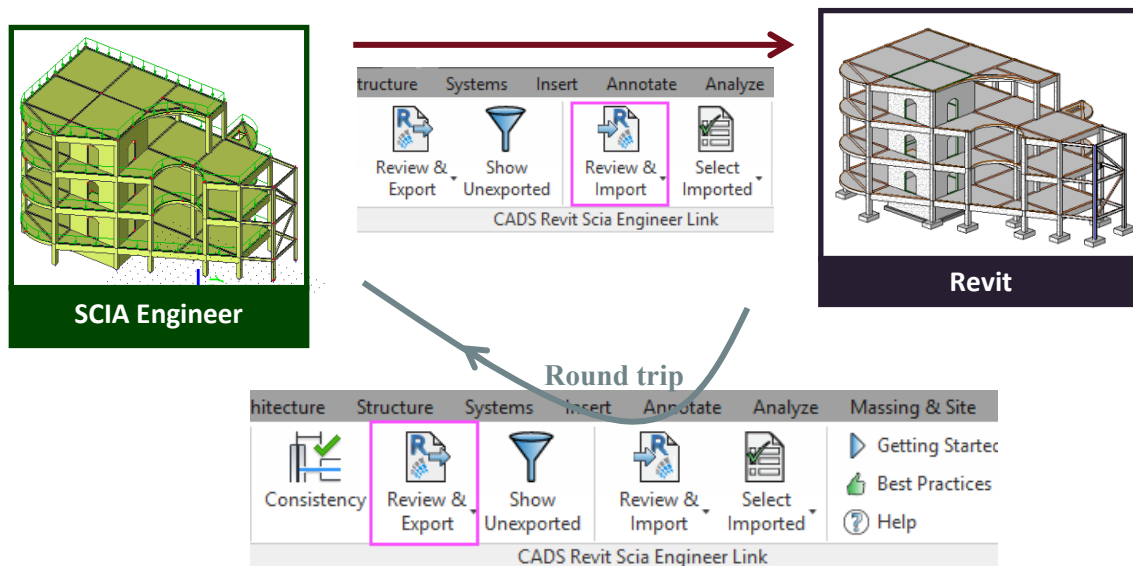 tructure Systems Insert Annotate Analyze
Review & Export
Show Unexported
Review & Import
Select Imported
CADS Revit Scia Engineer Link
SCIA Engineer
Revit
Round trip
hitecture Structure Systems Insert Annotate Analyze Massing & Site
Consistency
Review & Export
Show Unexported
Review & Import
Select Imported
Getting Starte
Best Practices
Help
CADS Revit Scia Engineer Link